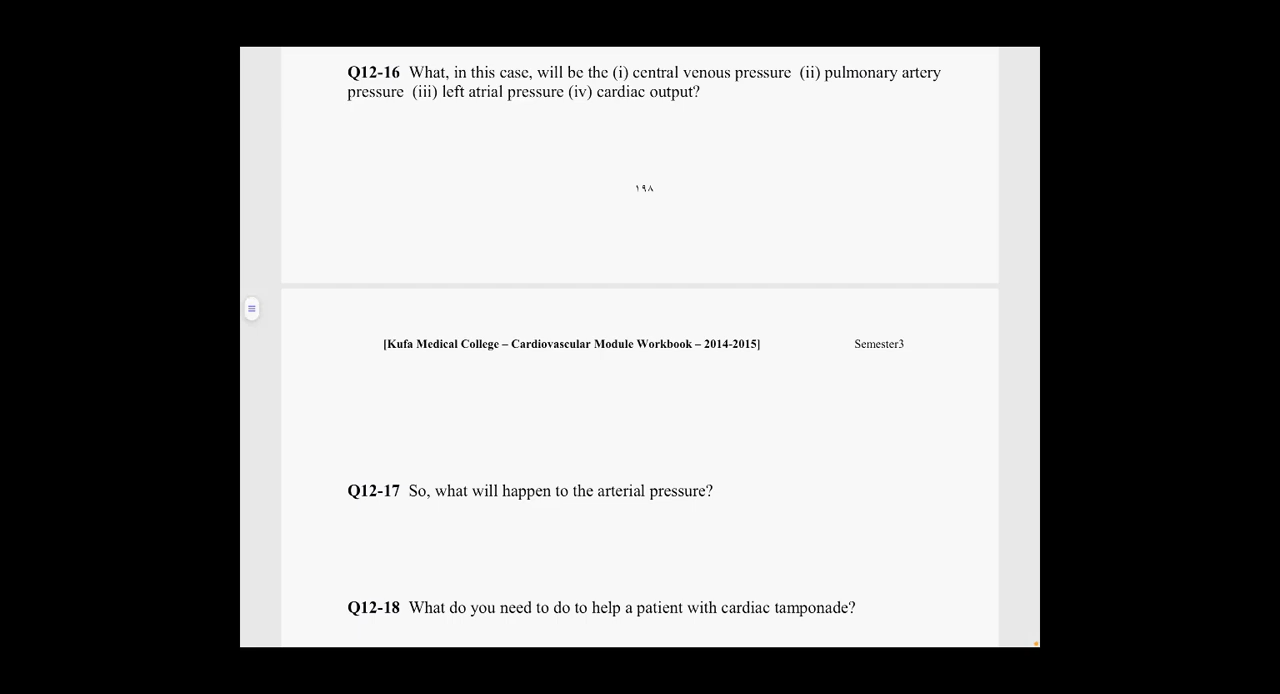 Q12-16 What, in this case, will be the (i) central venous pressure (ii) pulmonary artery
pressure (iii) left atrial pressure (iv) cardiac output?
١٩٨
[Kufa Medical College – Cardiovascular Module Workbook – 2014-2015] Semester3
Q12-17 So, what will happen to the arterial pressure?
Q12-18 What do you need to do to help a patient with cardiac tamponade?